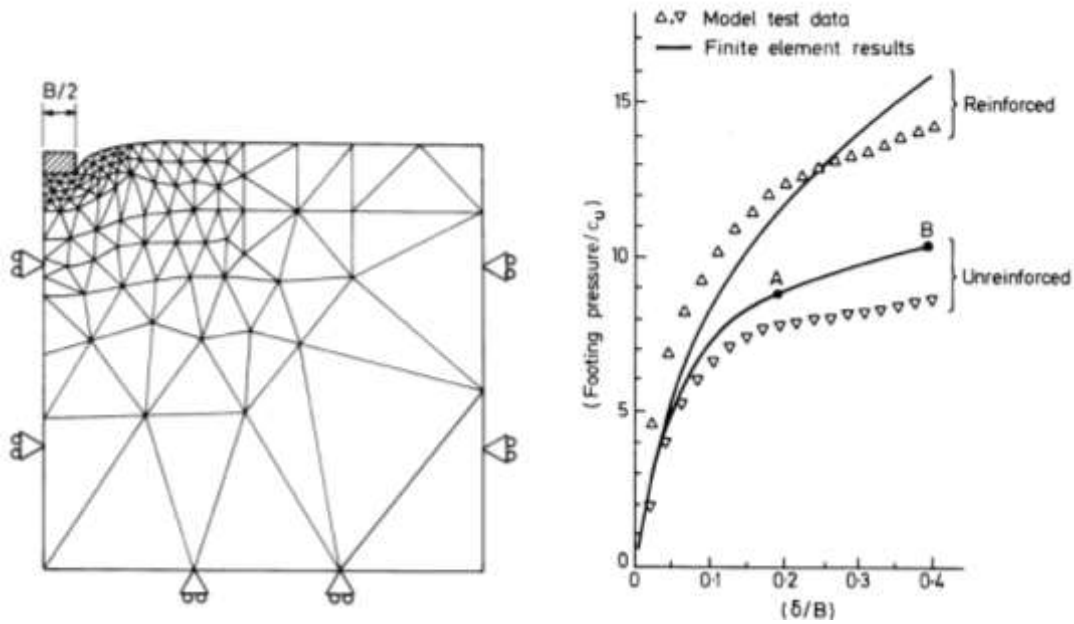 B/2
△,▽ Model test data
— Finite element results
15
10
5
0
(Footing pressure/cᵤ)
Reinforced
A
B
Unreinforced
0 0·1 0·2 0·3 0·4
(δ/B)